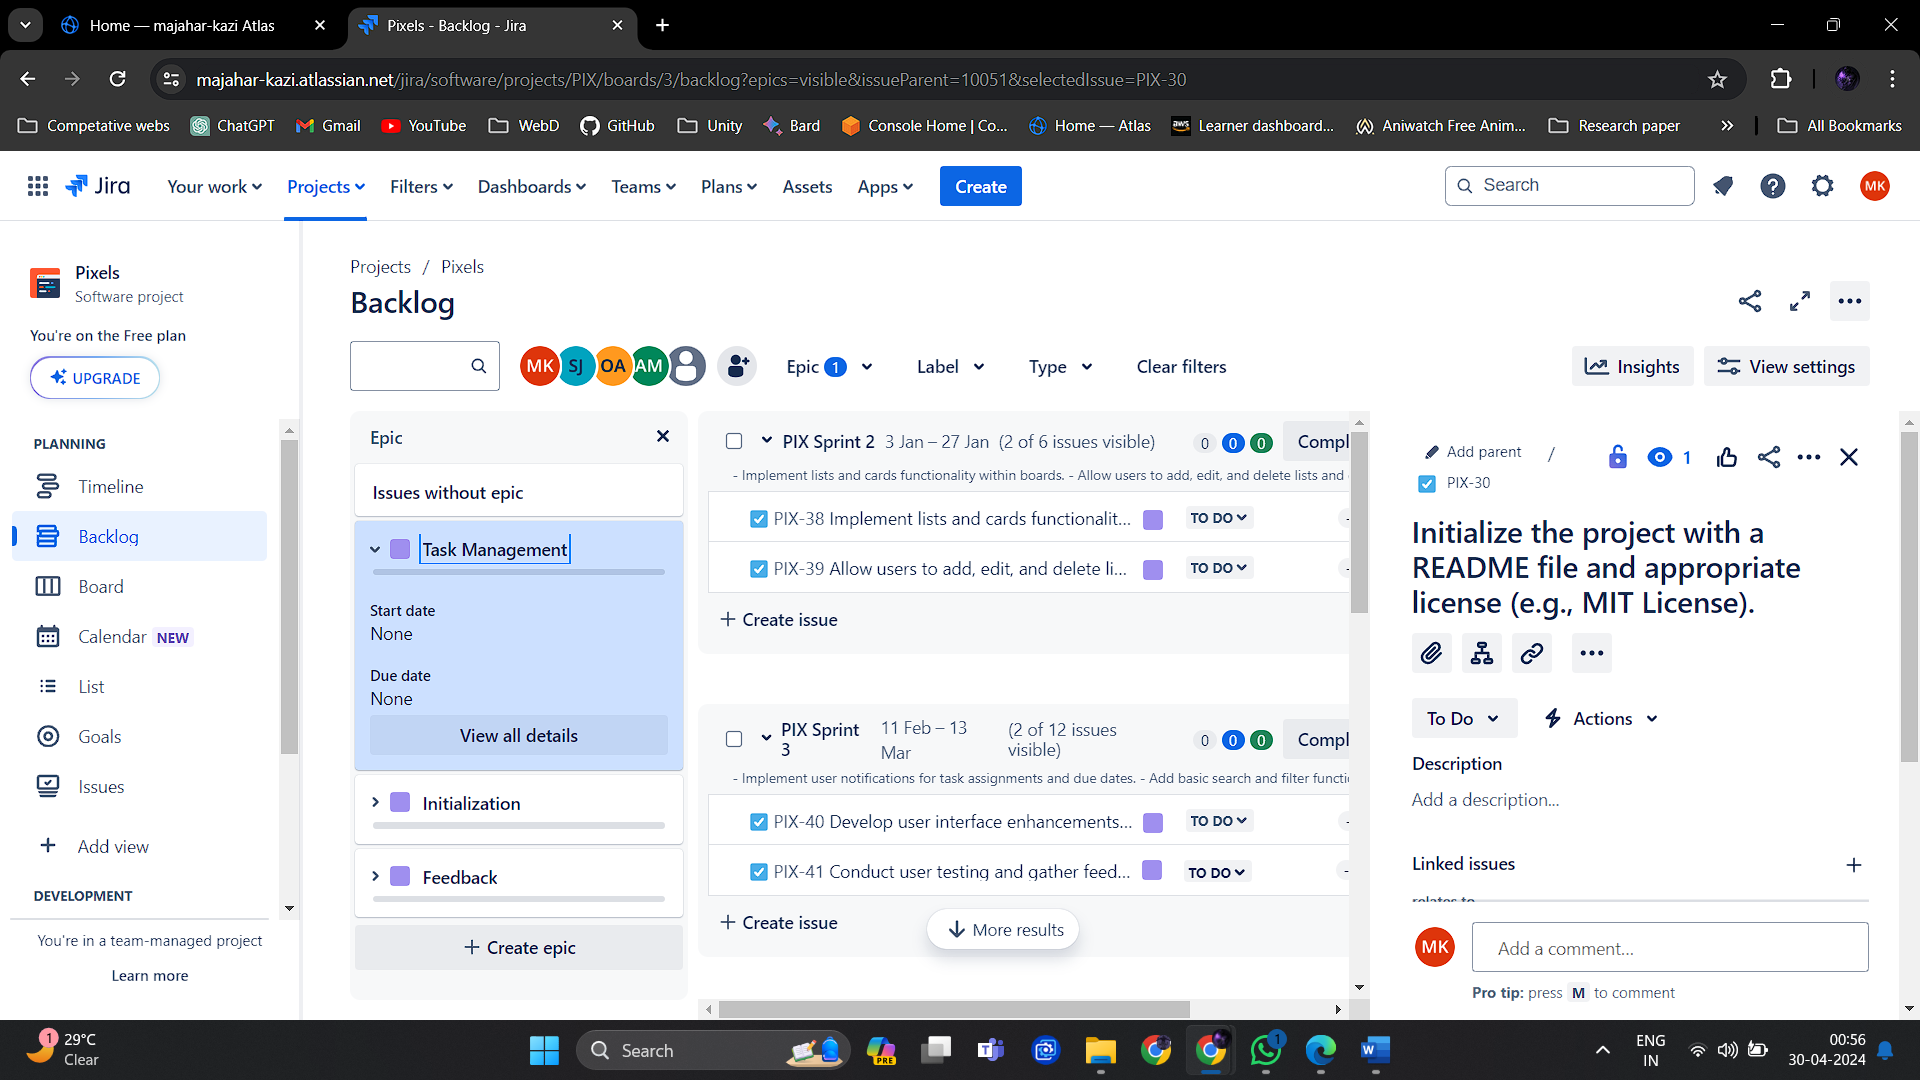 Home — majahar-kazi Atlas
Pixels - Backlog - Jira
majahar-kazi.atlassian.net/jira/software/projects/PIX/boards/3/backlog?epics=visible&issueParent=10051&selectedIssue=PIX-30
Competative webs ChatGPT Gmail YouTube WebD GitHub Unity Bard Console Home | Co... Home — Atlas aws Learner dashboard... Aniwatch Free Anim... Research paper All Bookmarks
Jira Your work Projects Filters Dashboards Teams Plans Assets Apps Create Search MK
Pixels
Software project
You're on the Free plan
UPGRADE
PLANNING
Timeline
Backlog
Board
Calendar NEW
List
Goals
Issues
Add view
DEVELOPMENT
You're in a team-managed project
Learn more
Projects / Pixels
Backlog
MK SJ OA AM Epic 1 Label Type Clear filters Insights View settings
Epic
Issues without epic
Task Management
Start date
None
Due date
None
View all details
Initialization
Feedback
+ Create epic
PIX Sprint 2 3 Jan – 27 Jan (2 of 6 issues visible) 0 0 0 Compl
- Implement lists and cards functionality within boards. - Allow users to add, edit, and delete lists and
PIX-38 Implement lists and cards functionalit... TO DO -
PIX-39 Allow users to add, edit, and delete li... TO DO -
+ Create issue
PIX Sprint 3 11 Feb – 13 Mar (2 of 12 issues visible) 0 0 0 Compl
- Implement user notifications for task assignments and due dates. - Add basic search and filter functi
PIX-40 Develop user interface enhancements... TO DO -
PIX-41 Conduct user testing and gather feed... TO DO -
+ Create issue
More results
Add parent / 1
PIX-30
Initialize the project with a
README file and appropriate
license (e.g., MIT License).
To Do Actions
Description
Add a description...
Linked issues +
relates to
MK Add a comment...
Pro tip: press M to comment
1 29°C
Clear
Search
PRE
1
ENG
IN
00:56
30-04-2024